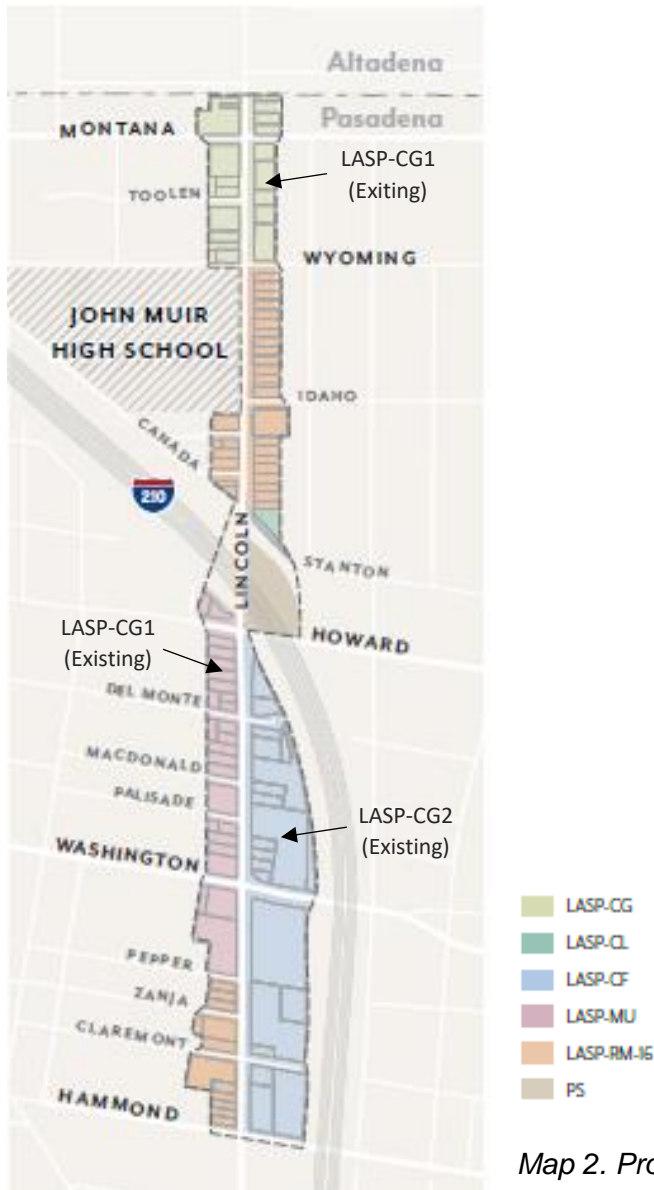 Altadena
Pasadena
MONTANA
LASP-CG1
(Exiting)
TOOLEN
WYOMING
JOHN MUIR
HIGH SCHOOL
IDAHO
CANADA
210
LINCOLN
STANTON
HOWARD
LASP-CG1
(Existing)
DEL MONTE
MACDONALD
PALISADE
LASP-CG2
(Existing)
WASHINGTON
PEPPER
ZANJA
CLAREMONT
HAMMOND
LASP-CG
LASP-CL
LASP-CF
LASP-MU
LASP-RM-16
PS
Map 2. Pro